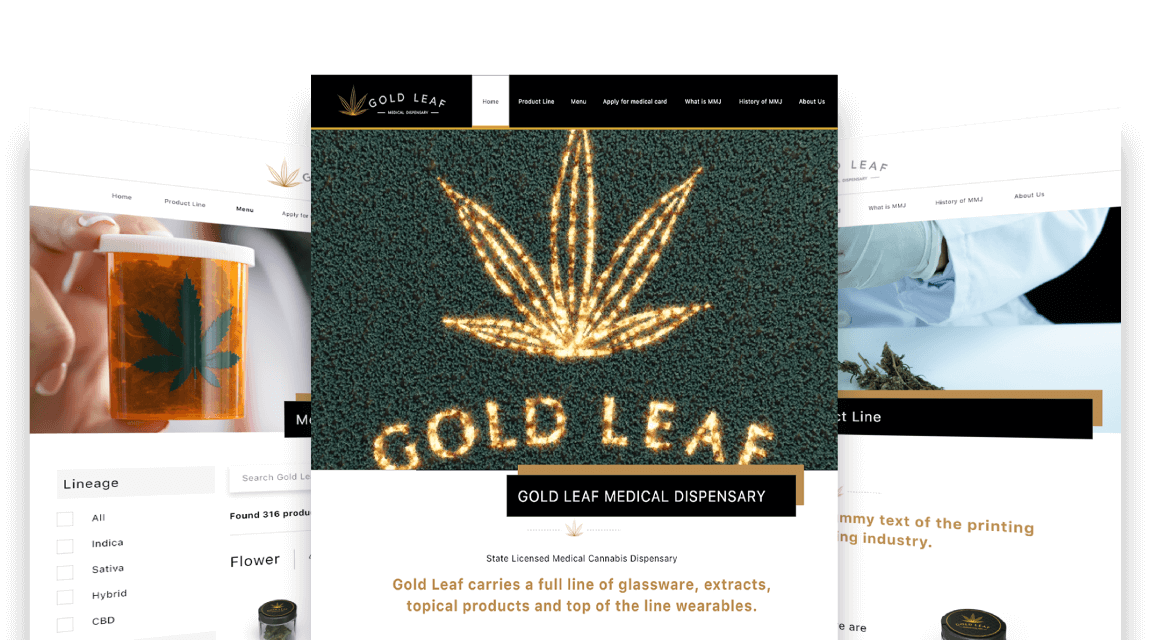 GOLD LEAF
MEDICAL DISPENSARY
Home
Product Line
Menu
Apply for medical card
What is MMJ
History of MMJ
About Us
GOLD LEAF
GOLD LEAF MEDICAL DISPENSARY
State Licensed Medical Cannabis Dispensary
Gold Leaf carries a full line of glassware, extracts,
topical products and top of the line wearables.
G
Home
Product Line
Menu
Apply for
Lineage
All
Indica
Sativa
Hybrid
CBD
Search Gold Le
Found 316 produ
Flower
LEAF
DISPENSARY
What is MMJ
History of MMJ
About Us
ct Line
mmy text of the printing
ng industry.
e are
GOLD LEAF